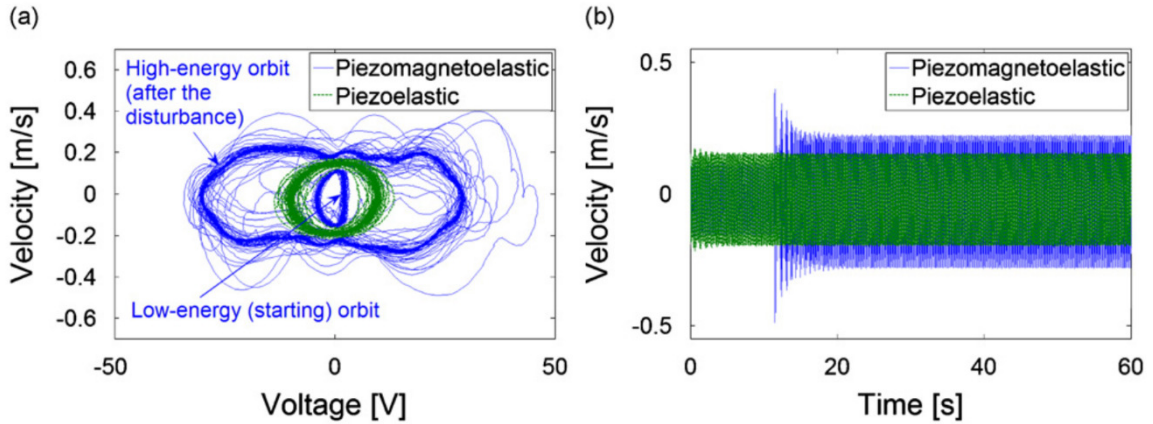 (a)
Piezomagnetoelastic
Piezoelastic
High-energy orbit
(after the
disturbance)
Low-energy (starting) orbit
Velocity [m/s]
0.6
0.4
0.2
0
-0.2
-0.4
-0.6
-50
0
50
Voltage [V]
(b)
Piezomagnetoelastic
Piezoelastic
Velocity [m/s]
0.5
0
-0.5
0
20
40
60
Time [s]